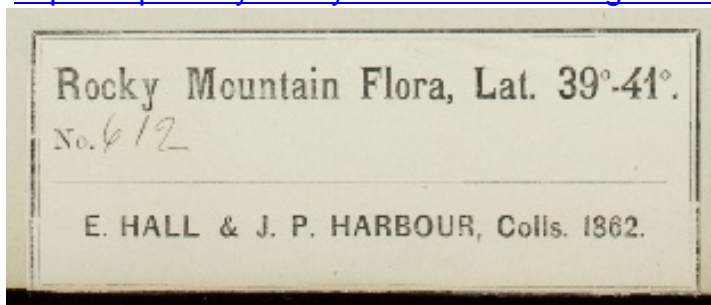 Rocky Mountain Flora, Lat. 39°-41°.
No. 612
E. HALL & J. P. HARBOUR, Colls. 1862.